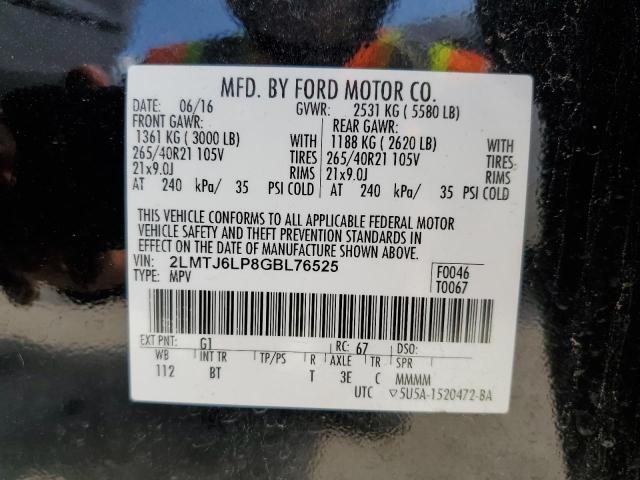 MFD. BY FORD MOTOR CO.
DATE: 06/16 GVWR: 2531 KG ( 5580 LB)
FRONT GAWR: REAR GAWR:
1361 KG ( 3000 LB) WITH 1188 KG ( 2620 LB) WITH
265/40R21 105V TIRES 265/40R21 105V TIRES
21x9.0J RIMS 21x9.0J RIMS
AT 240 kPa/ 35 PSI COLD AT 240 kPa/ 35 PSI COLD
THIS VEHICLE CONFORMS TO ALL APPLICABLE FEDERAL MOTOR
VEHICLE SAFETY AND THEFT PREVENTION STANDARDS IN
EFFECT ON THE DATE OF MANUFACTURE SHOWN ABOVE.
VIN: 2LMTJ6LP8GBL76525 F0046
TYPE: MPV T0067
EXT PNT: G1 RC: 67 DSO:
WB INT TR TP/PS R AXLE TR SPR
112 BT T 3E C MMMM
UTC ▽5U5A-1520472-BA